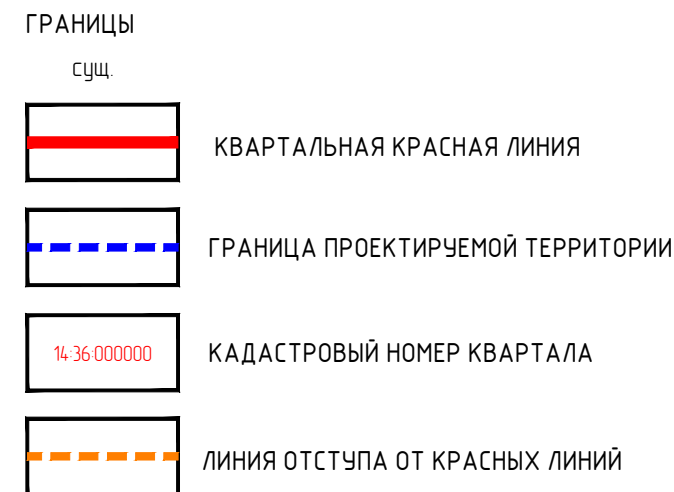 ГРАНИЦЫ
сущ.
КВАРТАЛЬНАЯ КРАСНАЯ ЛИНИЯ
ГРАНИЦА ПРОЕКТИРУЕМОЙ ТЕРРИТОРИИ
14:36:000000 КАДАСТРОВЫЙ НОМЕР КВАРТАЛА
ЛИНИЯ ОТСТУПА ОТ КРАСНЫХ ЛИНИЙ